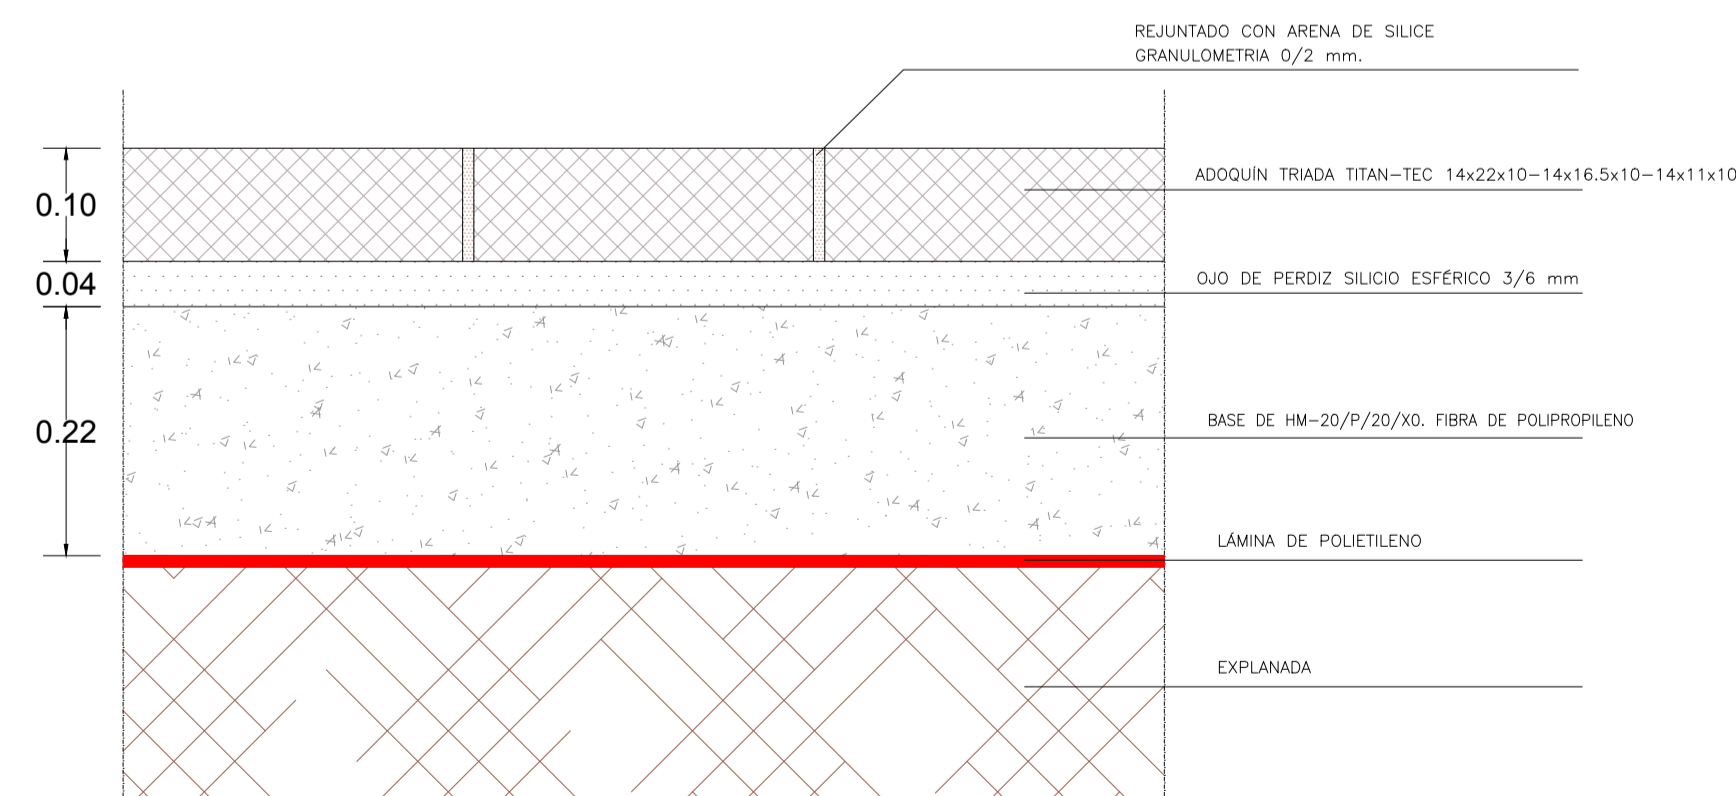 REJUNTADO CON ARENA DE SILICE
GRANULOMETRIA 0/2 mm.
0.10
ADOQUÍN TRIADA TITAN-TEC 14x22x10-14x16.5x10-14x11x10
0.04
OJO DE PERDIZ SILICIO ESFÉRICO 3/6 mm
0.22
BASE DE HM-20/P/20/X0. FIBRA DE POLIPROPILENO
LÁMINA DE POLIETILENO
EXPLANADA